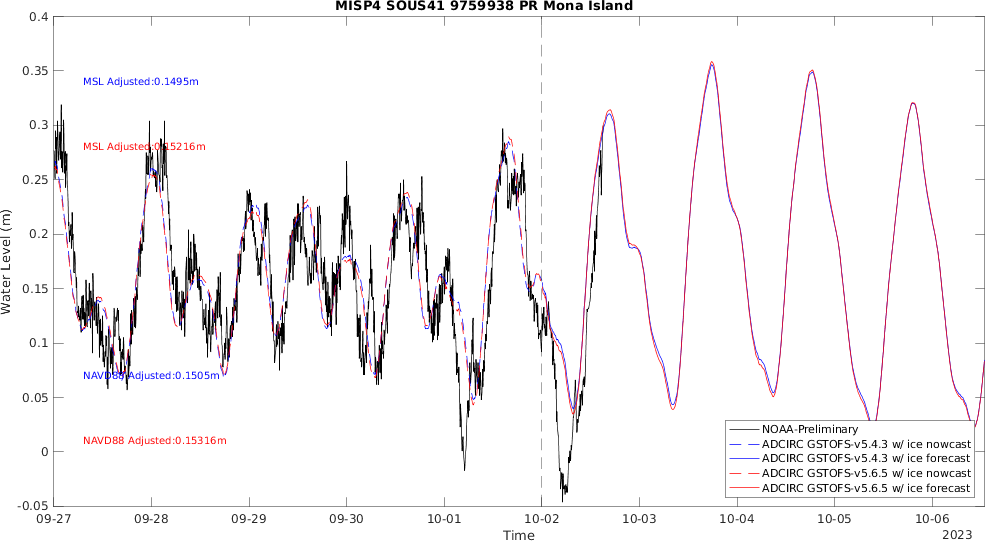 MISP4 SOUS41 9759938 PR Mona Island
0.4
0.35
0.3
0.25
0.2
0.15
0.1
0.05
0
-0.05
Water Level (m)
MSL Adjusted:0.1495m
MSL Adjusted:0.15216m
NAVD88 Adjusted:0.1505m
NAVD88 Adjusted:0.15316m
NOAA-Preliminary
ADCIRC GSTOFS-v5.4.3 w/ ice nowcast
ADCIRC GSTOFS-v5.4.3 w/ ice forecast
ADCIRC GSTOFS-v5.6.5 w/ ice nowcast
ADCIRC GSTOFS-v5.6.5 w/ ice forecast
09-27 09-28 09-29 09-30 10-01 10-02 10-03 10-04 10-05 10-06
Time
2023